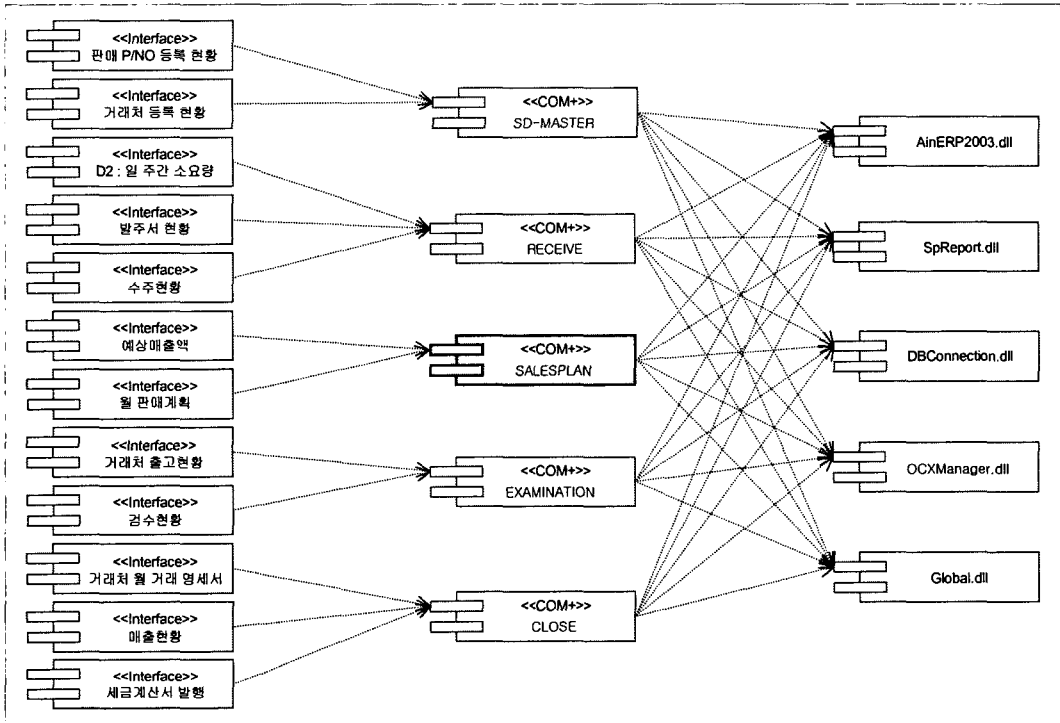 <<Interface>>
판매 P/NO 등록 현황
<<Interface>>
거래처 등록 현황
<<Interface>>
D2 : 일 주간 소요량
<<Interface>>
발주서 현황
<<Interface>>
수주현황
<<Interface>>
예상매출액
<<Interface>>
월 판매계획
<<Interface>>
거래처 출고현황
<<Interface>>
검수현황
<<Interface>>
거래처 월 거래 명세서
<<Interface>>
매출현황
<<Interface>>
세금계산서 발행
<<COM+>>
SD-MASTER
<<COM+>>
RECEIVE
<<COM+>>
SALESPLAN
<<COM+>>
EXAMINATION
<<COM+>>
CLOSE
AinERP2003.dll
SpReport.dll
DBConnection.dll
OCXManager.dll
Global.dll